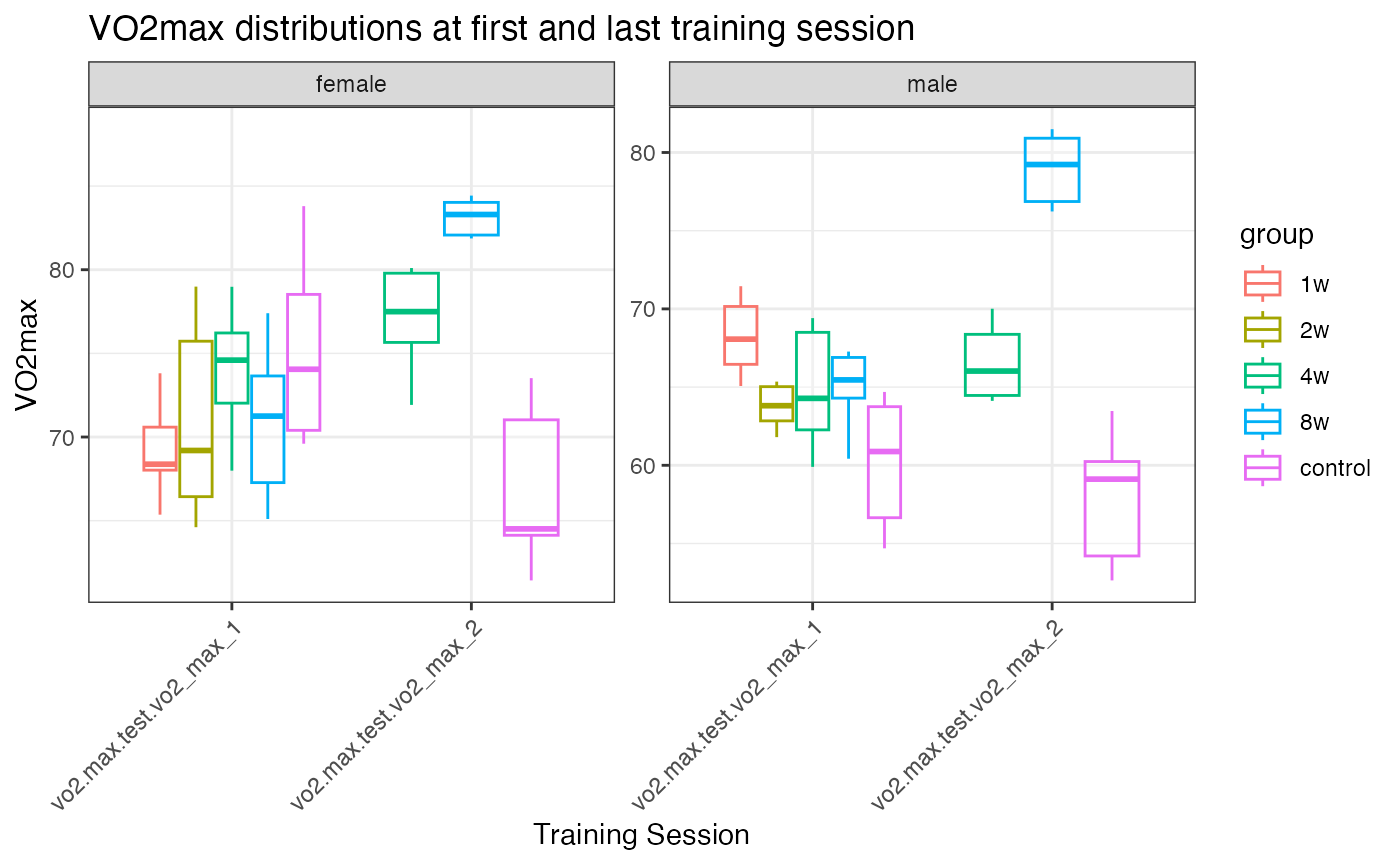 VO2max distributions at first and last training session
female
male
VO2max
80
70
80
70
60
vo2.max.test.vo2_max_1
vo2.max.test.vo2_max_2
vo2.max.test.vo2_max_1
vo2.max.test.vo2_max_2
Training Session
group
1w
2w
4w
8w
control